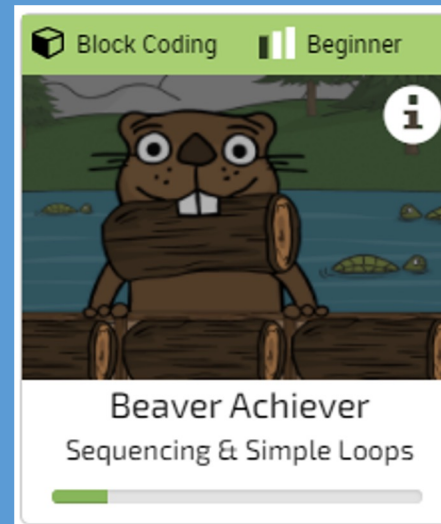 Block Coding Beginner
i
Beaver Achiever
Sequencing & Simple Loops